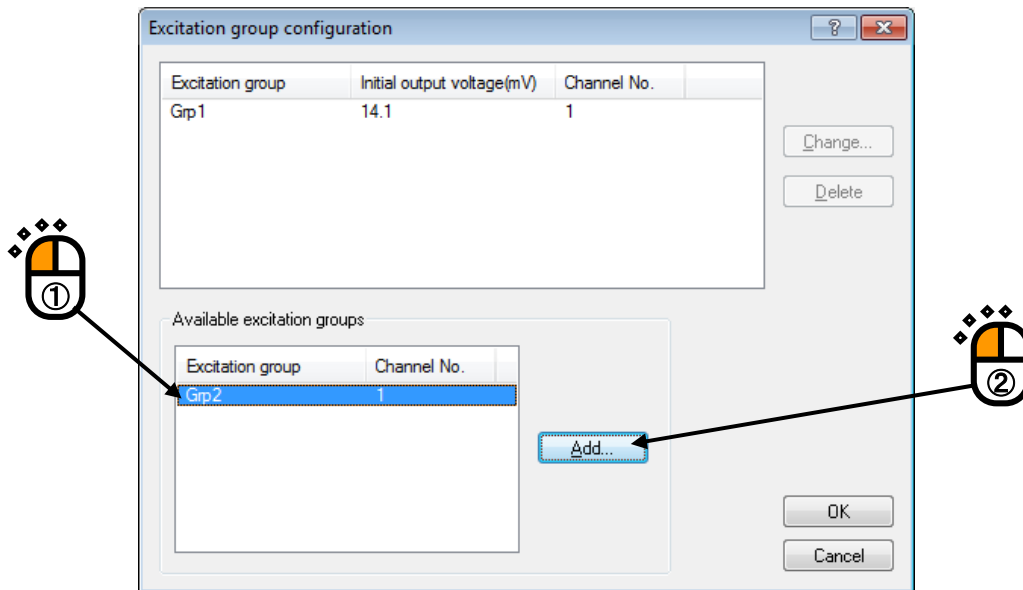 Excitation group configuration
?
Excitation group Initial output voltage(mV) Channel No.
Grp1 14.1 1
Change...
Delete
①
Available excitation groups
Excitation group Channel No.
Grp2 1
②
Add...
OK
Cancel